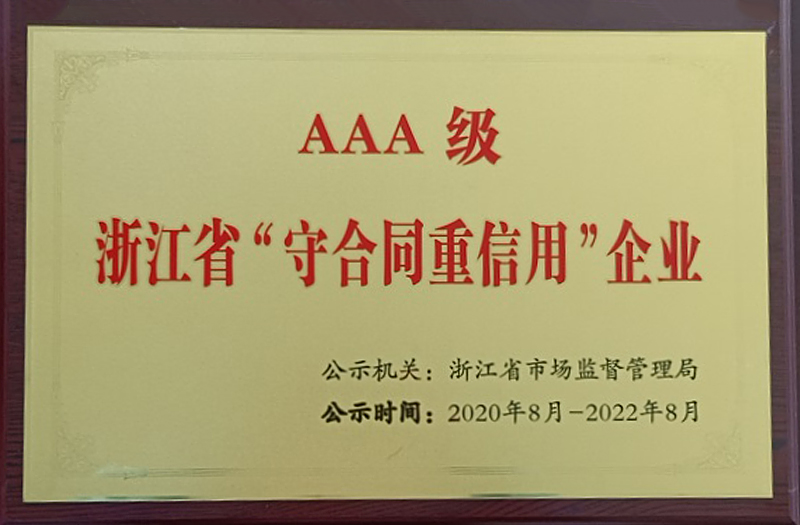 AAA 级
浙江省“守合同重信用”企业
公示机关：浙江省市场监督管理局
公示时间：2020年8月-2022年8月